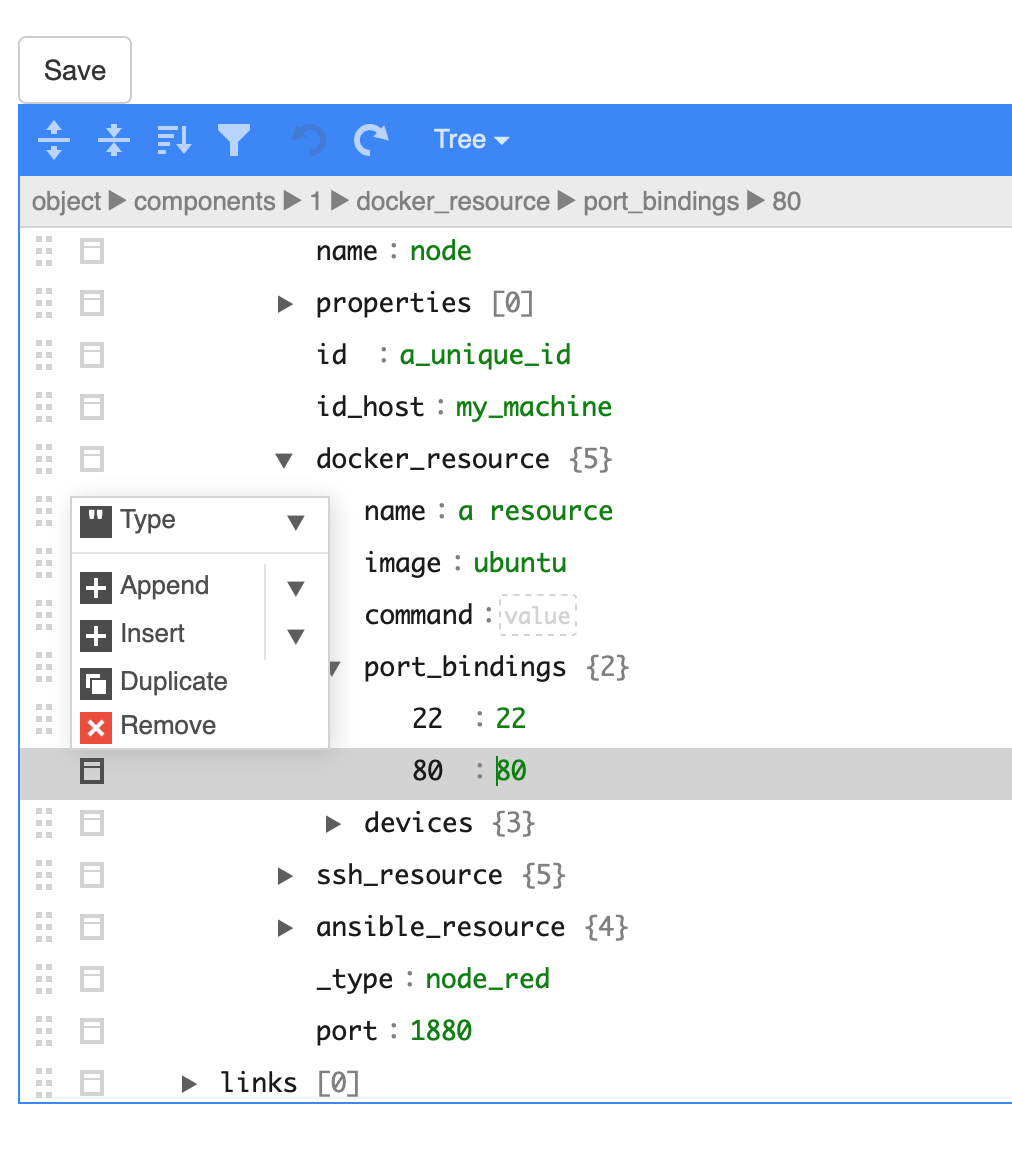 Save
Tree
object ▶ components ▶ 1 ▶ docker_resource ▶ port_bindings ▶ 80
name : node
properties [0]
id : a_unique_id
id_host : my_machine
docker_resource {5}
name : a resource
image : ubuntu
command : value
port_bindings {2}
22 : 22
80 : 80
devices {3}
ssh_resource {5}
ansible_resource {4}
_type : node_red
port : 1880
links [0]
Type
Append
Insert
Duplicate
Remove